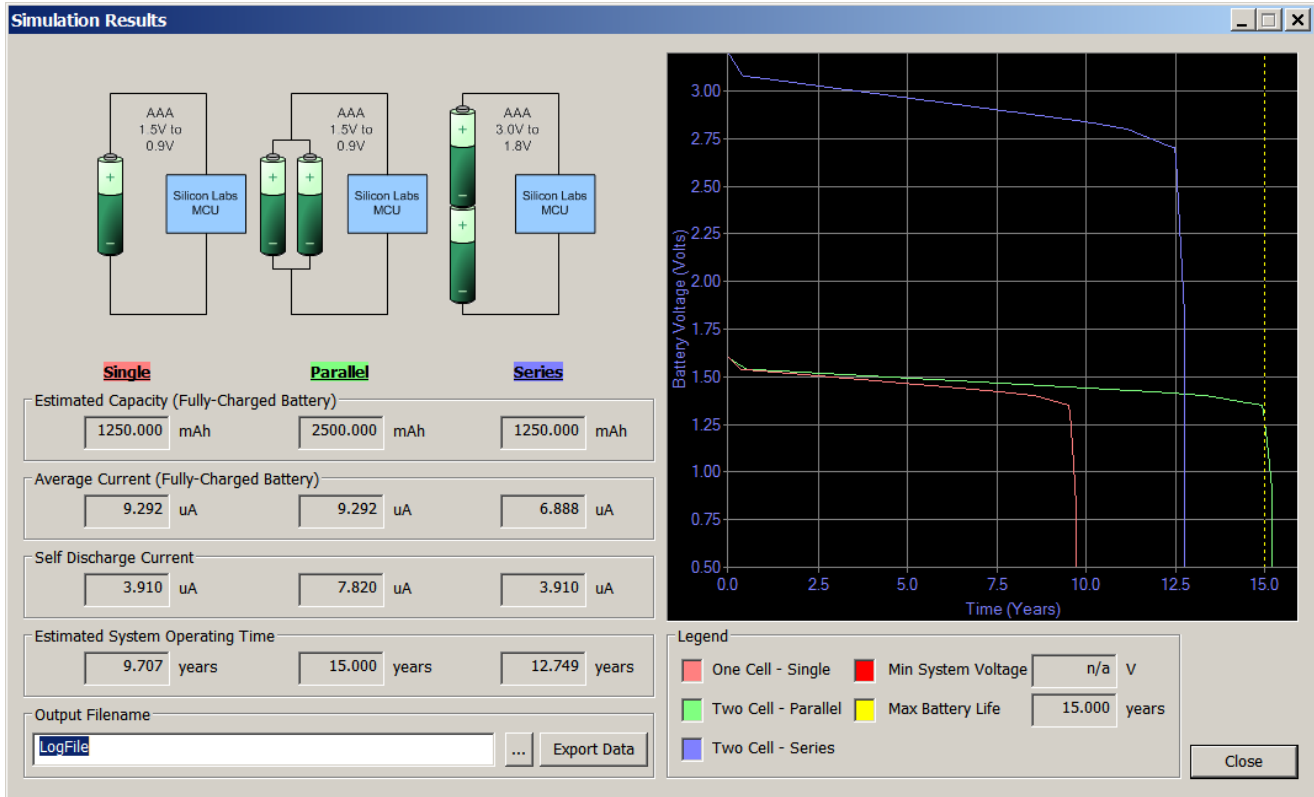 Simulation Results
AAA
1.5V to
0.9V
AAA
1.5V to
0.9V
AAA
3.0V to
1.8V
+
+
+
+
+
Silicon Labs
MCU
Silicon Labs
MCU
Silicon Labs
MCU
−
−
−
−
−
Single
Parallel
Series
Estimated Capacity (Fully-Charged Battery)
1250.000 mAh
2500.000 mAh
1250.000 mAh
Average Current (Fully-Charged Battery)
9.292 uA
9.292 uA
6.888 uA
Self Discharge Current
3.910 uA
7.820 uA
3.910 uA
Estimated System Operating Time
9.707 years
15.000 years
12.749 years
Output Filename
LogFile
...
Export Data
Battery Voltage (Volts)
3.00
2.75
2.50
2.25
2.00
1.75
1.50
1.25
1.00
0.75
0.50
0.0 2.5 5.0 7.5 10.0 12.5 15.0
Time (Years)
Legend
One Cell - Single
Min System Voltage n/a V
Two Cell - Parallel
Max Battery Life 15.000 years
Two Cell - Series
Close